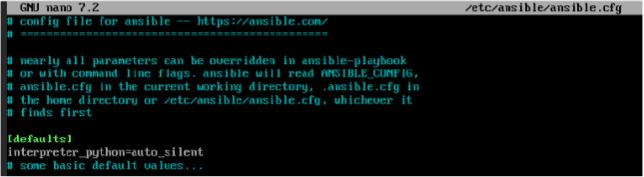 GNU nano 7.2 /etc/ansible/ansible.cfg
# config file for ansible -- https://ansible.com/
# ===============================================
# nearly all parameters can be overridden in ansible-playbook
# or with command line flags. ansible will read ANSIBLE_CONFIG,
# ansible.cfg in the current working directory, .ansible.cfg in
# the home directory or /etc/ansible/ansible.cfg, whichever it
# finds first
[defaults]
interpreter_python=auto_silent
# some basic default values...